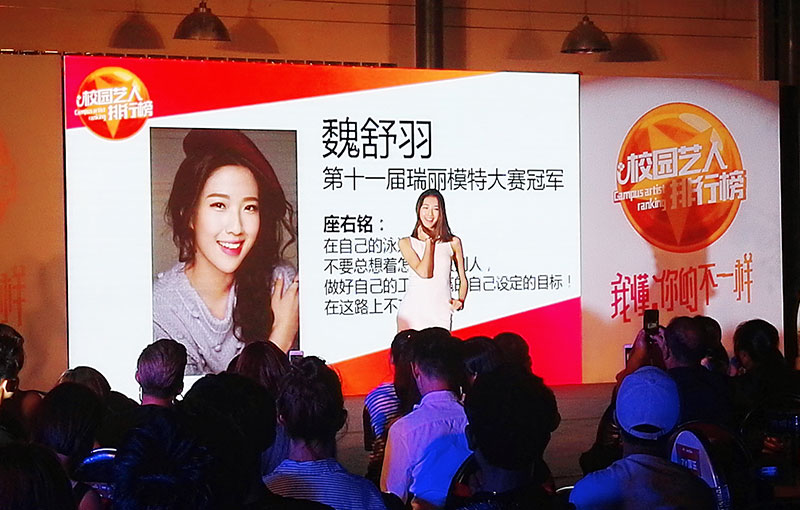 校园艺人
Campus artist
ranking
排行榜
魏舒羽
第十一届瑞丽模特大赛冠军
座右铭：
在自己的泳
不要总想着怎 别人，
做好自己的工 的自己设定的目标！
在这路上不
校园艺人
Campus artist
ranking
排行榜
我懂你的不一样